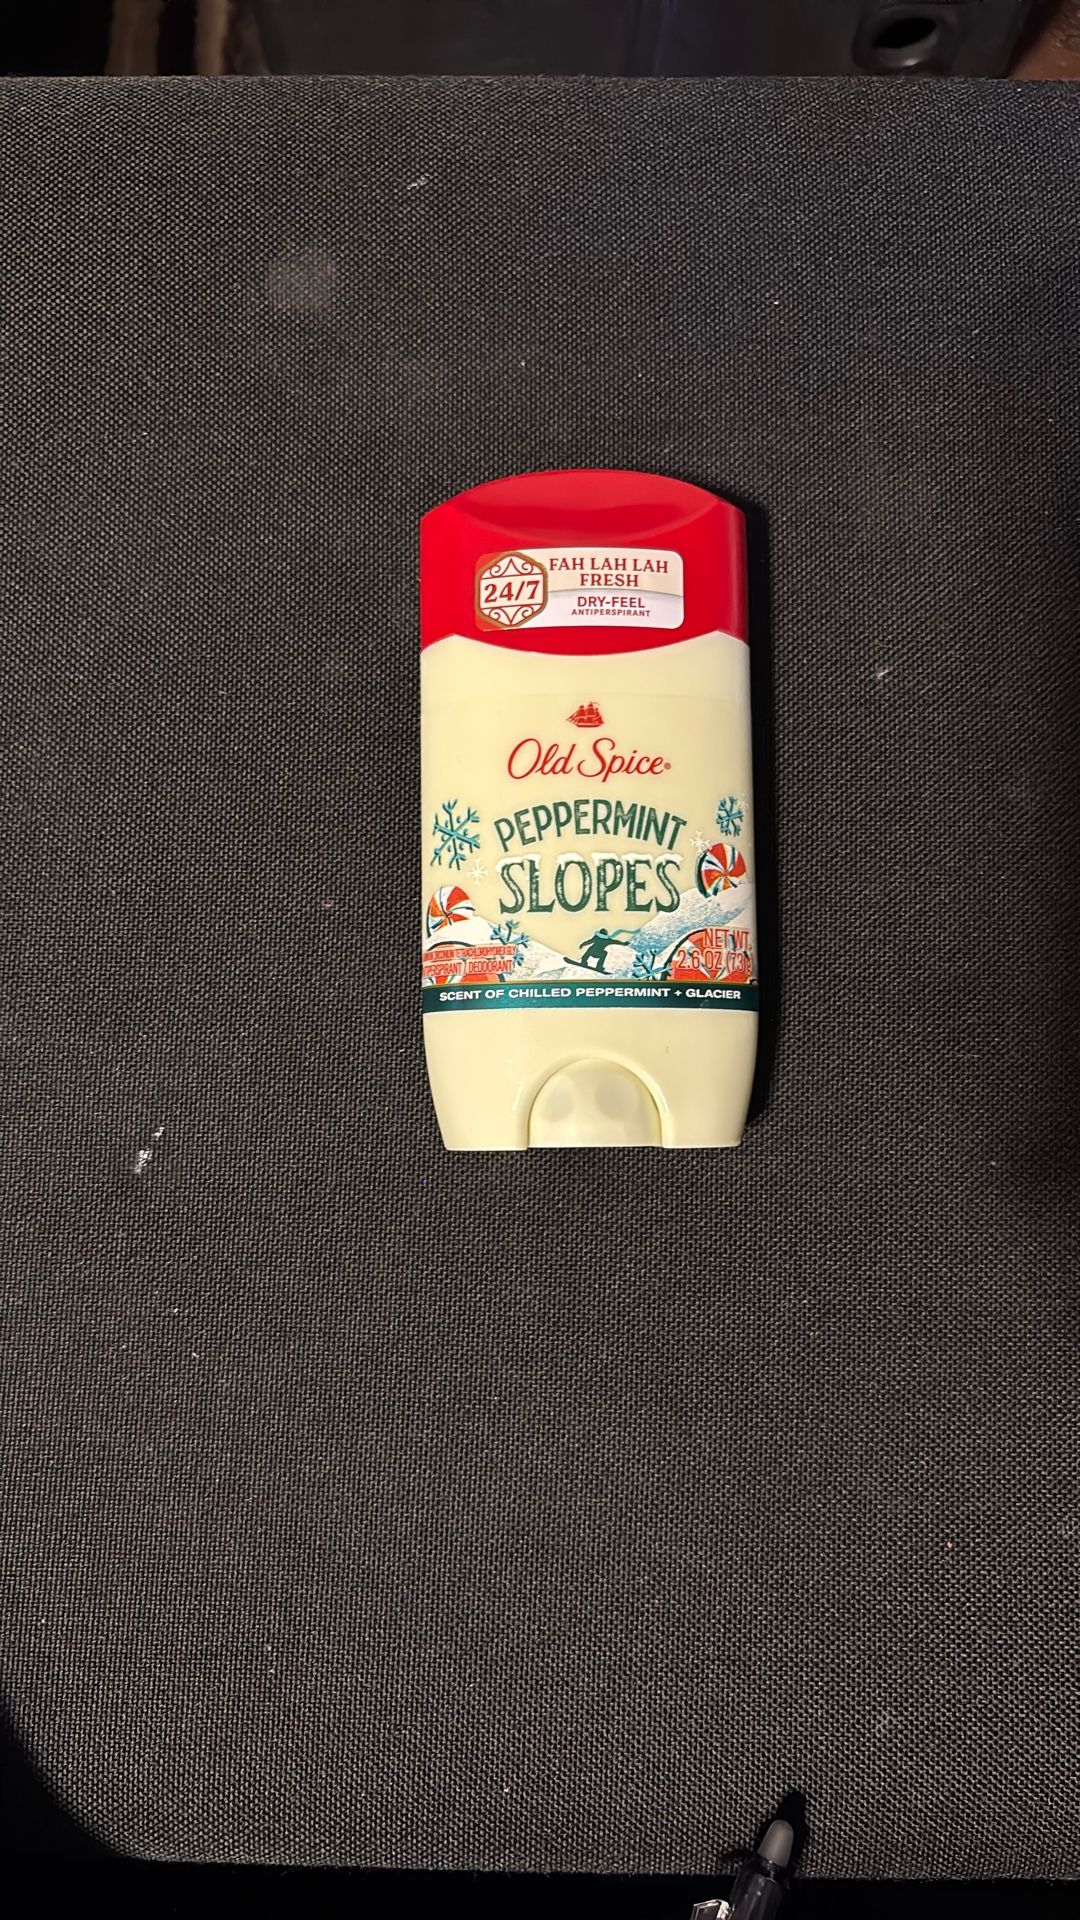 24/7
FAH LAH LAH
FRESH
DRY-FEEL
ANTIPERSPIRANT
Old Spice®
PEPPERMINT
SLOPES
DEODORANT
NET WT
2.6 OZ (73
SCENT OF CHILLED PEPPERMINT + GLACIER